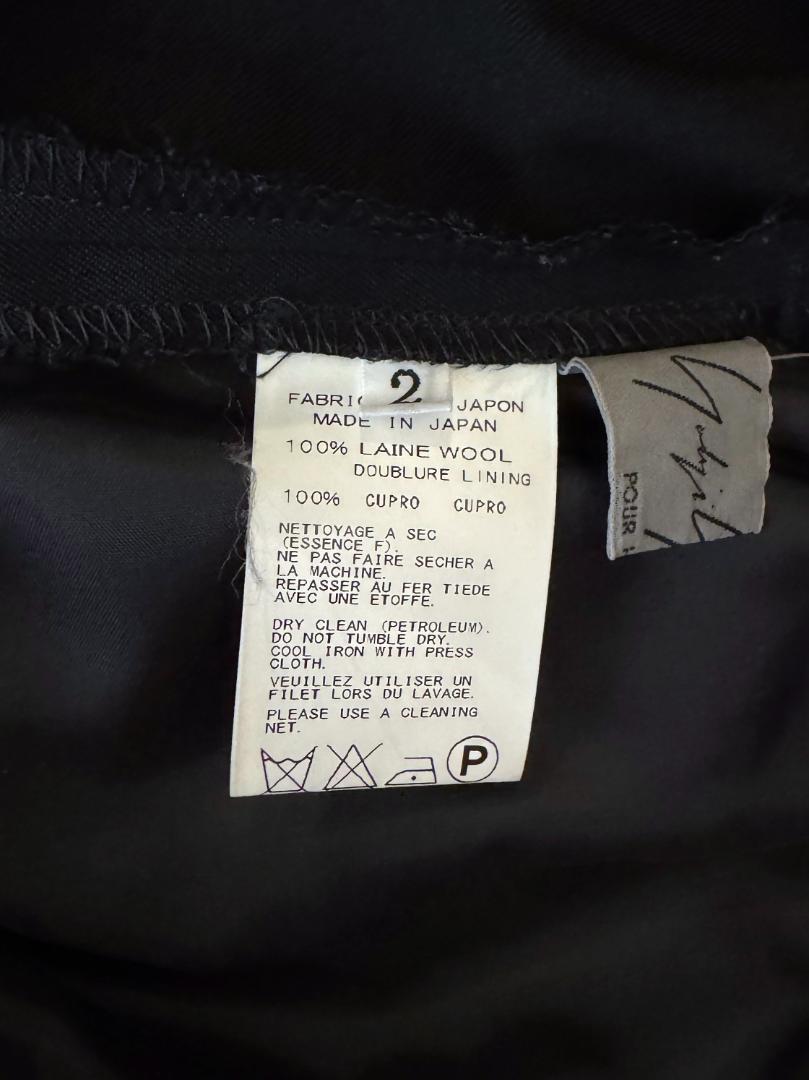 2
FABRI JAPON
MADE IN JAPAN
100% LAINE WOOL
DOUBLURE LINING
100% CUPRO CUPRO
NETTOYAGE A SEC
(ESSENCE F).
NE PAS FAIRE SECHER A
LA MACHINE.
REPASSER AU FER TIEDE
AVEC UNE ETOFFE.
DRY CLEAN (PETROLEUM).
DO NOT TUMBLE DRY.
COOL IRON WITH PRESS
CLOTH.
VEUILLEZ UTILISER UN
FILET LORS DU LAVAGE.
PLEASE USE A CLEANING
NET.
P
POUR